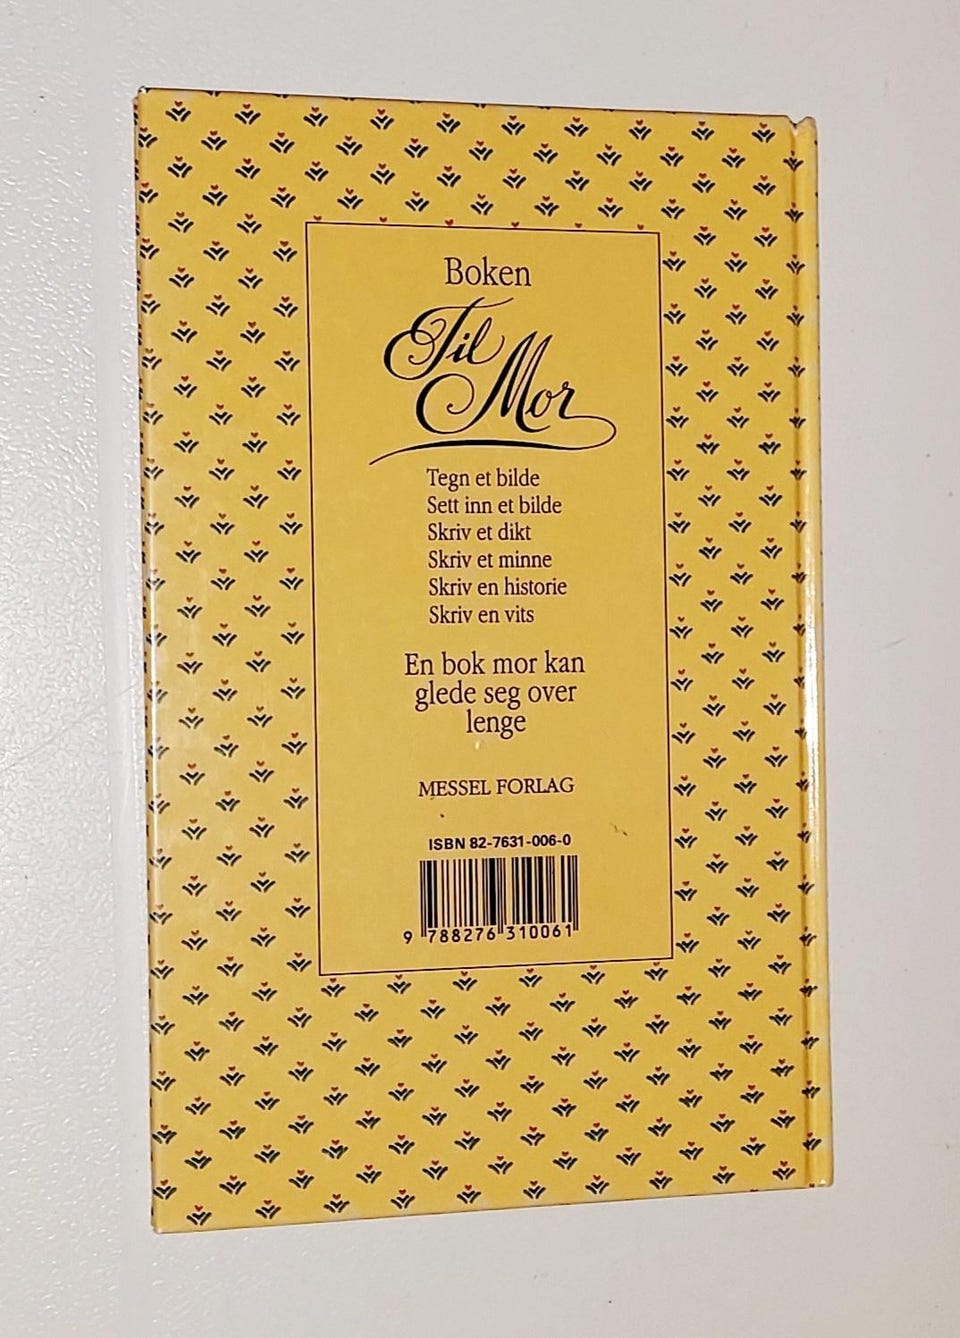 Boken
Til
Mor
Tegn et bilde
Sett inn et bilde
Skriv et dikt
Skriv et minne
Skriv en historie
Skriv en vits
En bok mor kan
glede seg over
lenge
MESSEL FORLAG
ISBN 82-7631-006-0
9 788276 310061